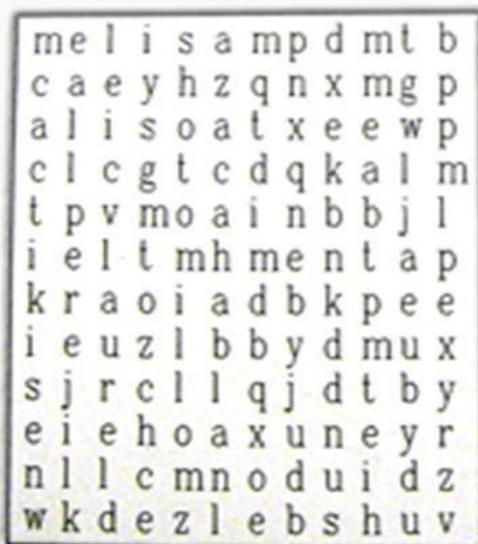 m e l i s a m p d m t b
c a e y h z q n x m g p
a l i s o a t x e e w p
c l c g t c d q k a l m
t p v m o a i n b b j l
i e l t m h m e n t a p
k r a o i a d b k p e e
i e u z l b b y d m u x
s j r c l l q j d t b y
e i e h o a x u n e y r
n l l c m n o d u i d z
w k d e z l e b s h u v